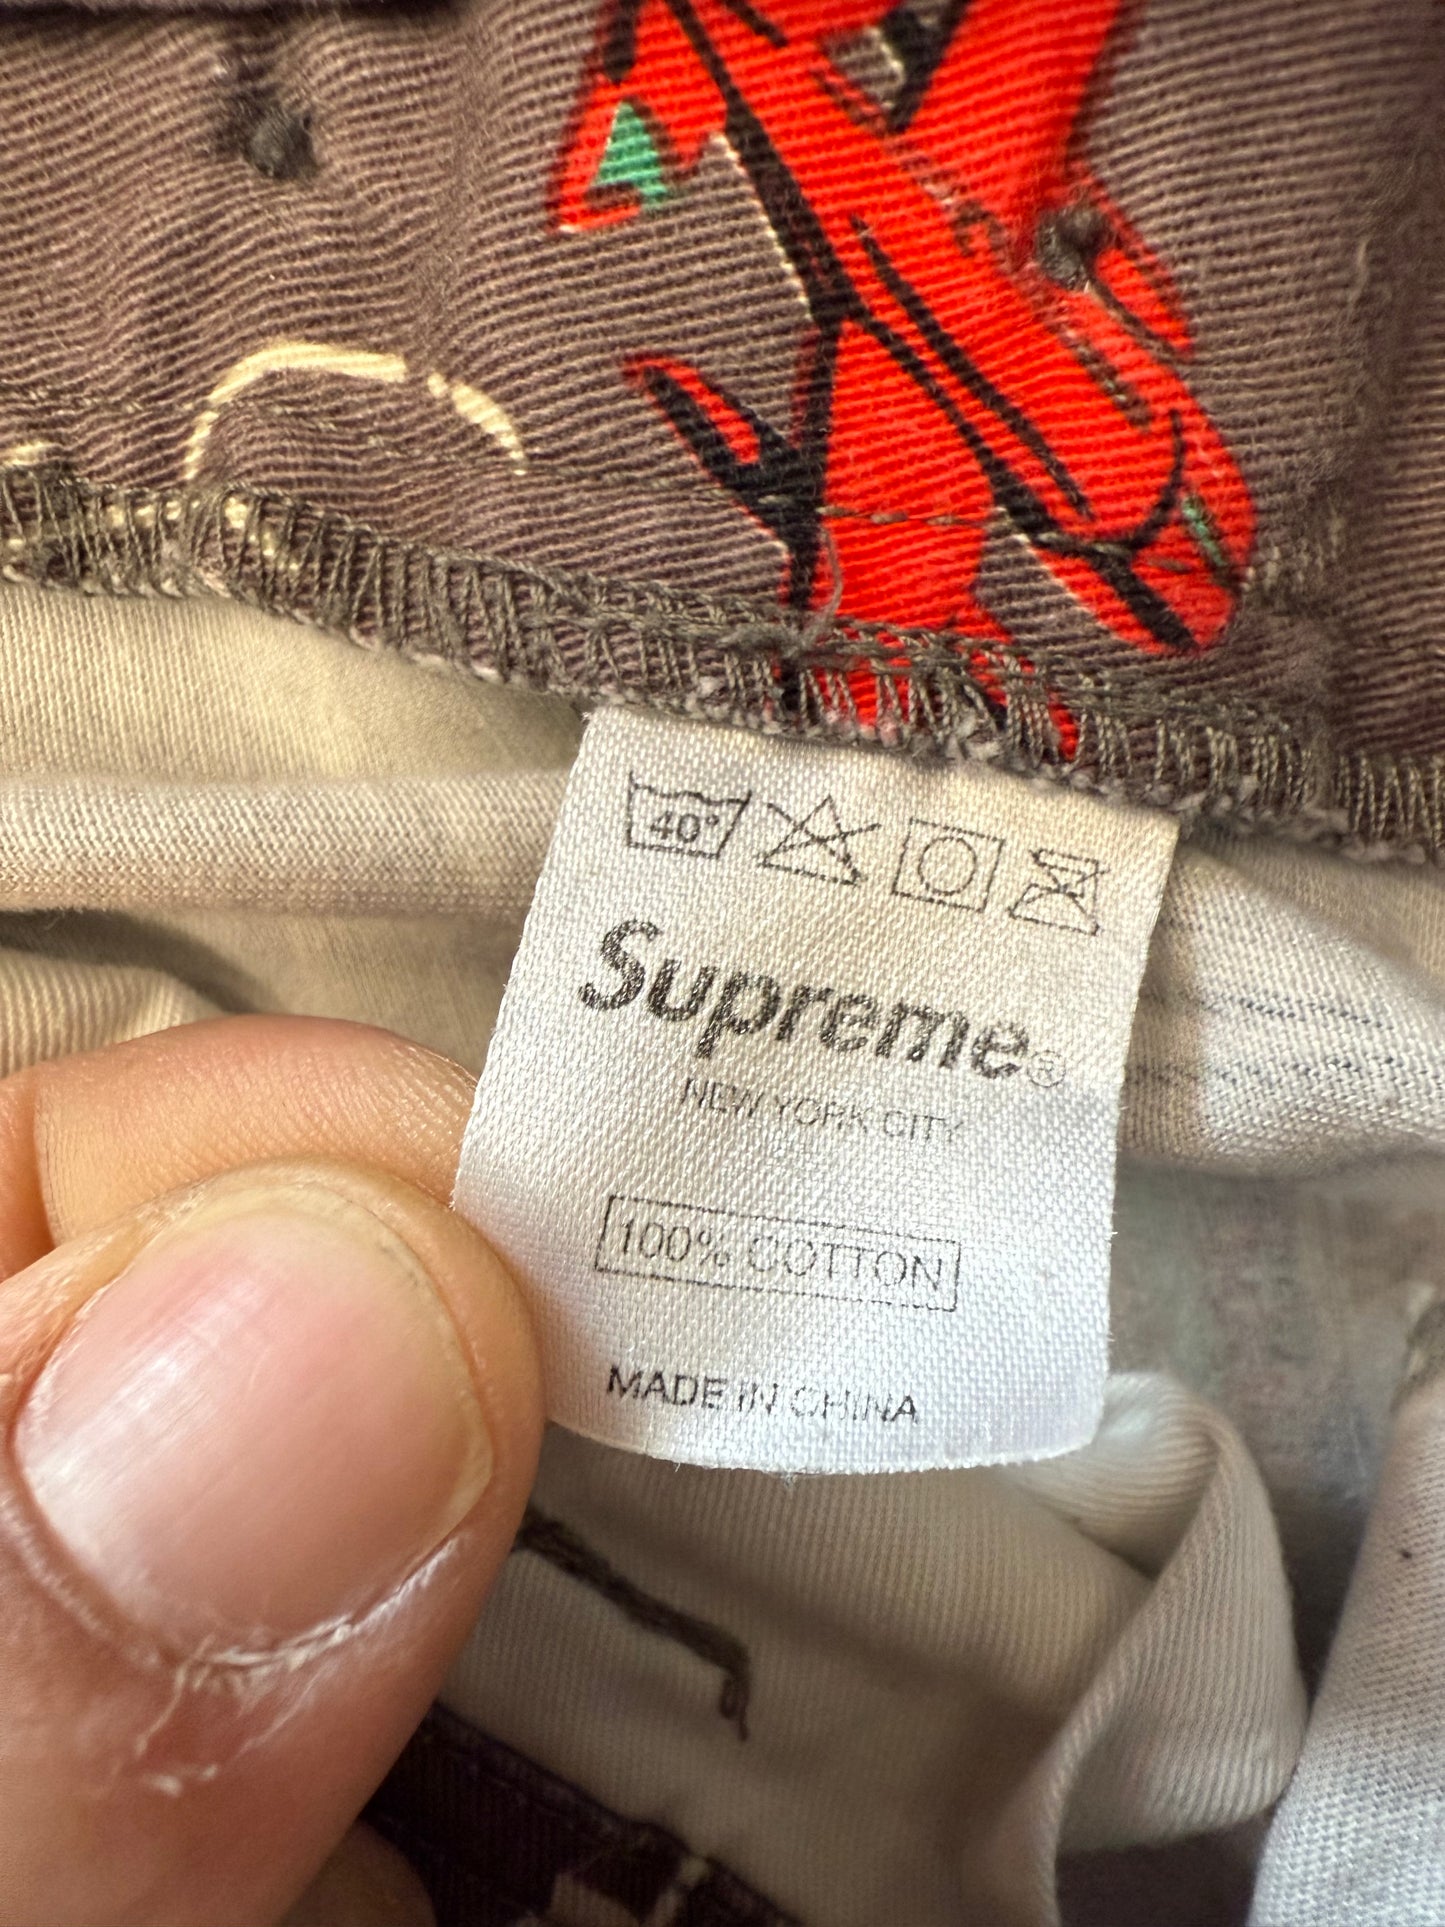 40°
Supreme®
NEW YORK CITY
100% COTTON
MADE IN CHINA